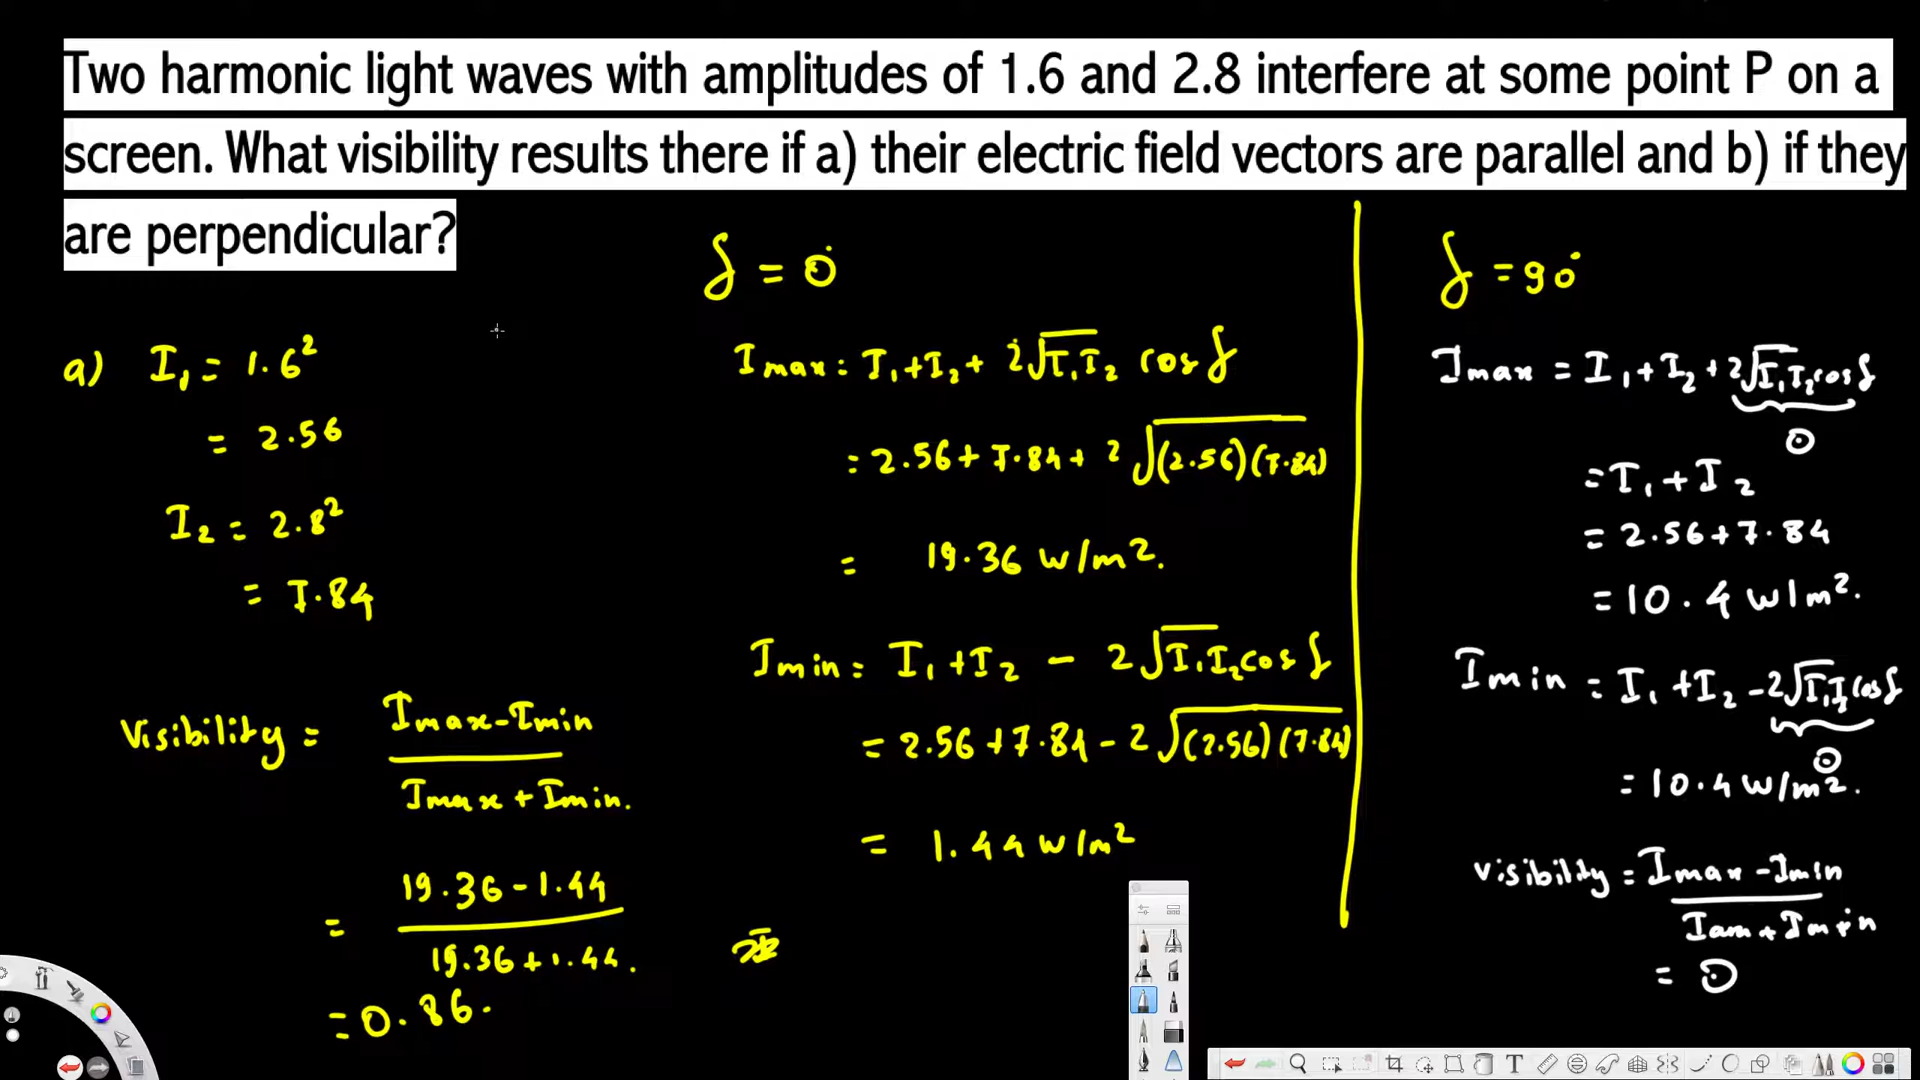 Two harmonic light waves with amplitudes of 1.6 and 2.8 interfere at some point P on a
screen. What visibility results there if a) their electric field vectors are parallel and b) if they
are perpendicular?
a) I₁ = 1.6²
= 2.56
I₂ = 2.8²
= 7.84
Visibility = Imax-Imin
Imax + Imin.
= 19.36 - 1.44
19.36 + 1.44.
= 0.86.
δ = 0°
Imax = I₁+I₂ + 2√I₁I₂ cos δ
= 2.56 + 7.84 + 2√(2.56)(7.84)
= 19.36 W/m².
Imin = I₁+I₂ - 2√I₁I₂ cos δ
= 2.56 + 7.84 - 2√(2.56)(7.84)
= 1.44 W/m²
δ = 90°
Imax = I₁ + I₂ + 2√I₁I₂ cos δ
0
= I₁ + I₂
= 2.56 + 7.84
= 10.4 W/m².
Imin = I₁ + I₂ - 2√I₁I₂ cos δ
0
= 10.4 W/m².
visibility = Imax - Imin
Iam + Imin
= 0